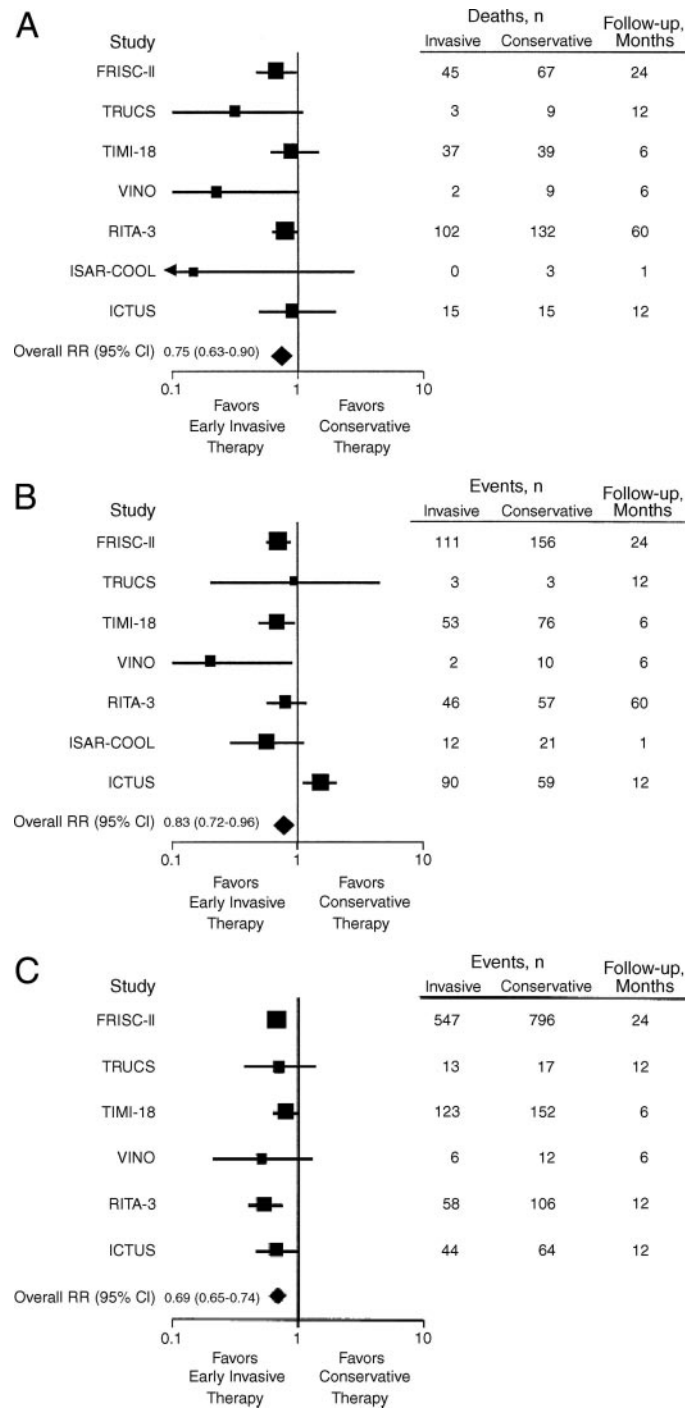 A
Deaths, n Follow-up,
Study Invasive Conservative Months
FRISC-II 45 67 24
TRUCS 3 9 12
TIMI-18 37 39 6
VINO 2 9 6
RITA-3 102 132 60
ISAR-COOL 0 3 1
ICTUS 15 15 12
Overall RR (95% CI) 0.75 (0.63-0.90)
0.1 1 10
Favors Favors
Early Invasive Conservative
Therapy Therapy
B
Events, n Follow-up,
Study Invasive Conservative Months
FRISC-II 111 156 24
TRUCS 3 3 12
TIMI-18 53 76 6
VINO 2 10 6
RITA-3 46 57 60
ISAR-COOL 12 21 1
ICTUS 90 59 12
Overall RR (95% CI) 0.83 (0.72-0.96)
0.1 1 10
Favors Favors
Early Invasive Conservative
Therapy Therapy
C
Events, n Follow-up,
Study Invasive Conservative Months
FRISC-II 547 796 24
TRUCS 13 17 12
TIMI-18 123 152 6
VINO 6 12 6
RITA-3 58 106 12
ICTUS 44 64 12
Overall RR (95% CI) 0.69 (0.65-0.74)
0.1 1 10
Favors Favors
Early Invasive Conservative
Therapy Therapy